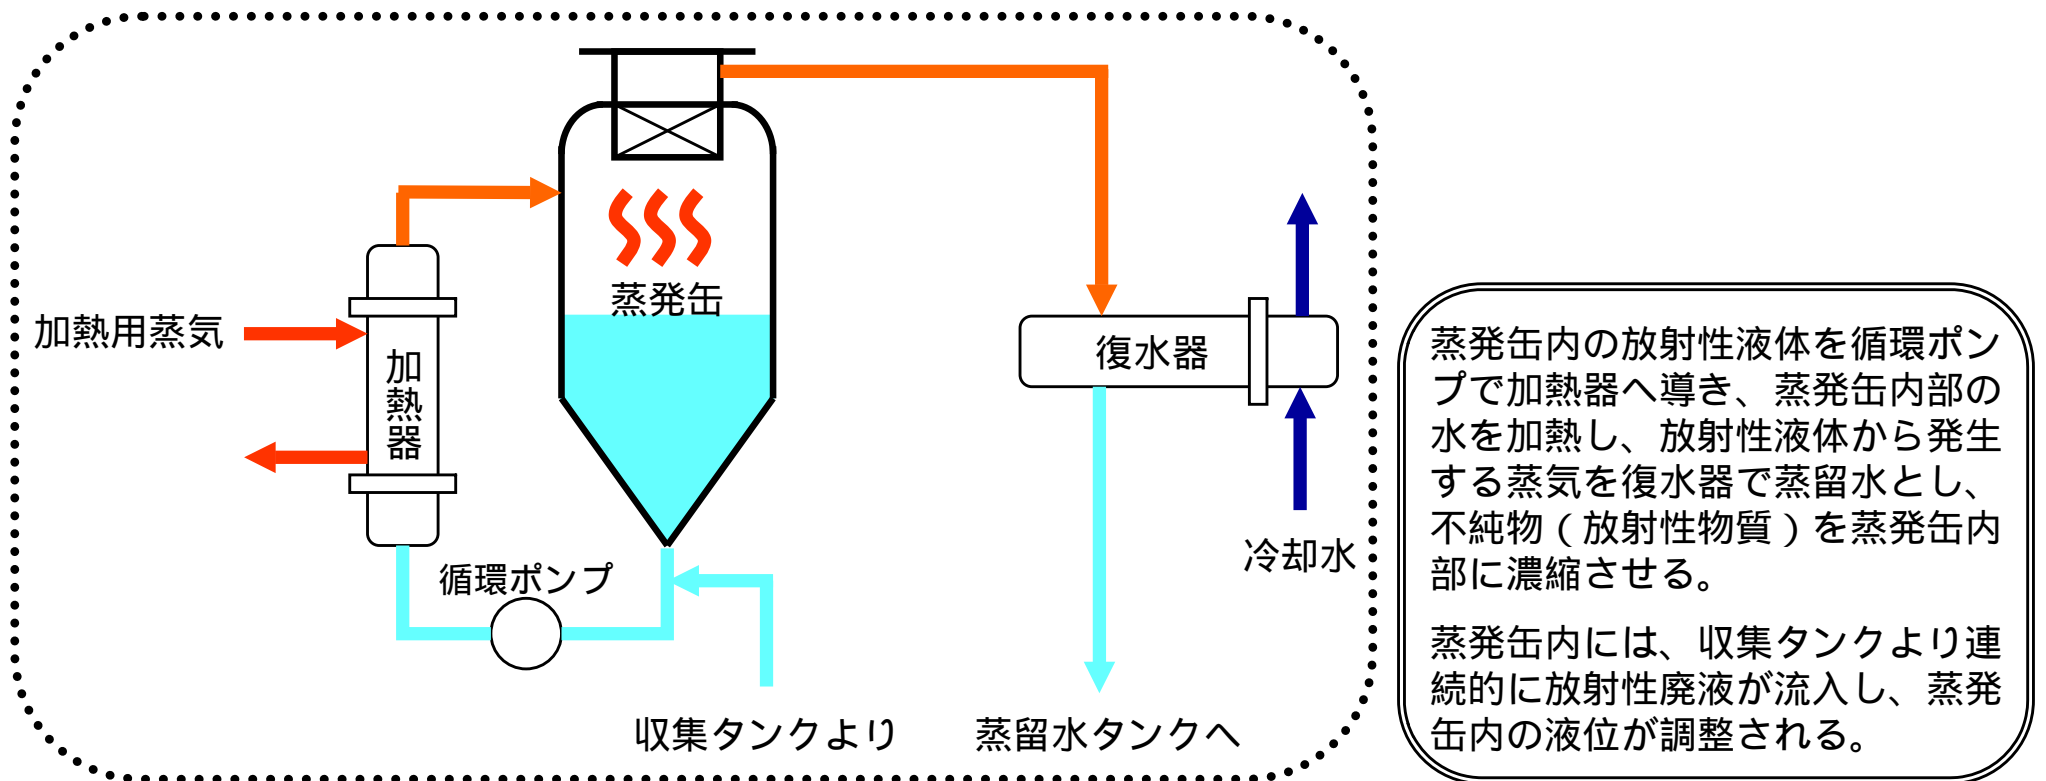 蒸発缶
加熱用蒸気
加熱器
復水器
循環ポンプ
冷却水
収集タンクより
蒸留水タンクへ
蒸発缶内の放射性液体を循環ポン
プで加熱器へ導き、蒸発缶内部の
水を加熱し、放射性液体から発生
する蒸気を復水器で蒸留水とし、
不純物（放射性物質）を蒸発缶内
部に濃縮させる。
蒸発缶内には、収集タンクより連
続的に放射性廃液が流入し、蒸発
缶内の液位が調整される。